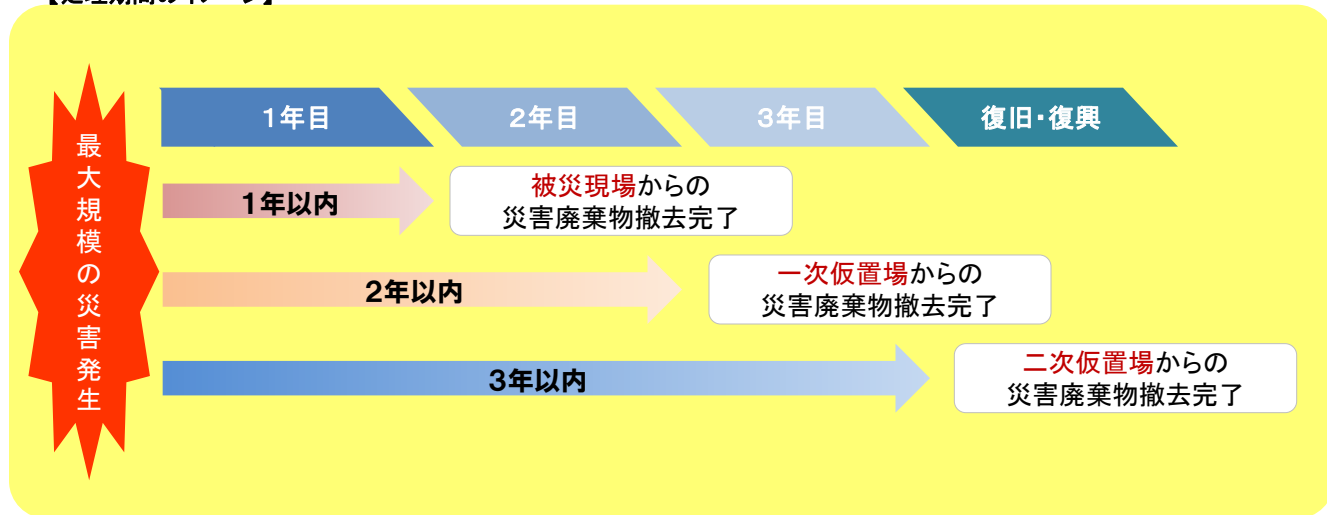 1年目
2年目
3年目
復旧・復興
最大規模の災害発生
1年以内
被災現場からの
災害廃棄物撤去完了
2年以内
一次仮置場からの
災害廃棄物撤去完了
3年以内
二次仮置場からの
災害廃棄物撤去完了